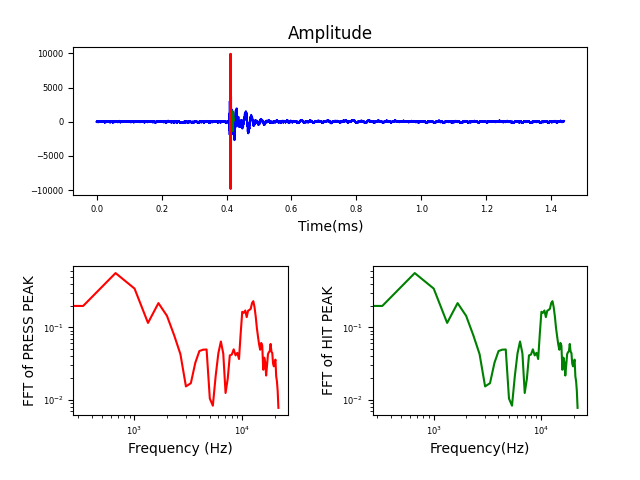 Amplitude
10000
5000
0
−5000
−10000
0.0 0.2 0.4 0.6 0.8 1.0 1.2 1.4
Time(ms)
FFT of PRESS PEAK
10⁻¹
10⁻²
10³ 10⁴
Frequency (Hz)
FFT of HIT PEAK
10⁻¹
10⁻²
10³ 10⁴
Frequency(Hz)